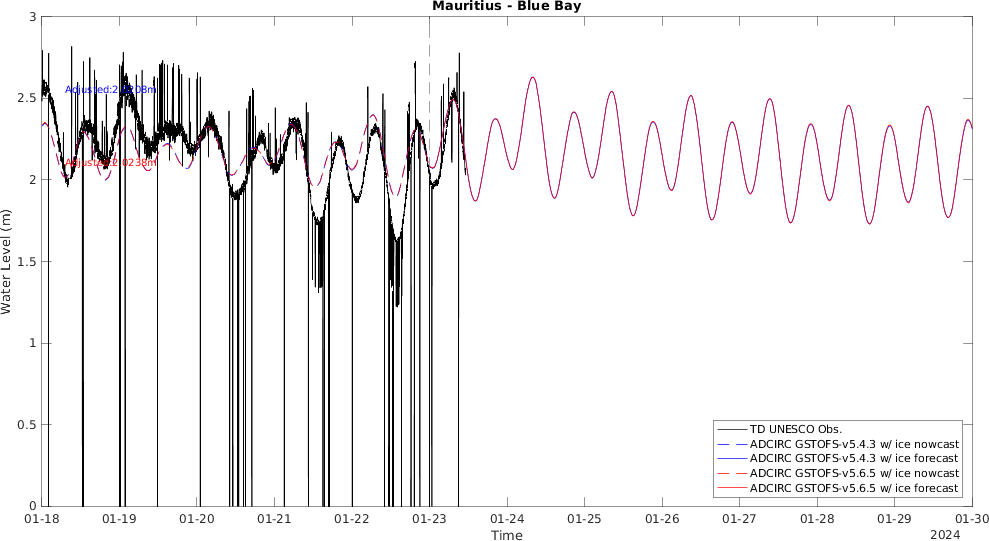 Mauritius - Blue Bay
Water Level (m)
3
2.5
2
1.5
1
0.5
0
Adjusted:2.0238m
TD UNESCO Obs.
ADCIRC GSTOFS-v5.4.3 w/ ice nowcast
ADCIRC GSTOFS-v5.4.3 w/ ice forecast
ADCIRC GSTOFS-v5.6.5 w/ ice nowcast
ADCIRC GSTOFS-v5.6.5 w/ ice forecast
01-18 01-19 01-20 01-21 01-22 01-23 01-24 01-25 01-26 01-27 01-28 01-29 01-30
Time
2024